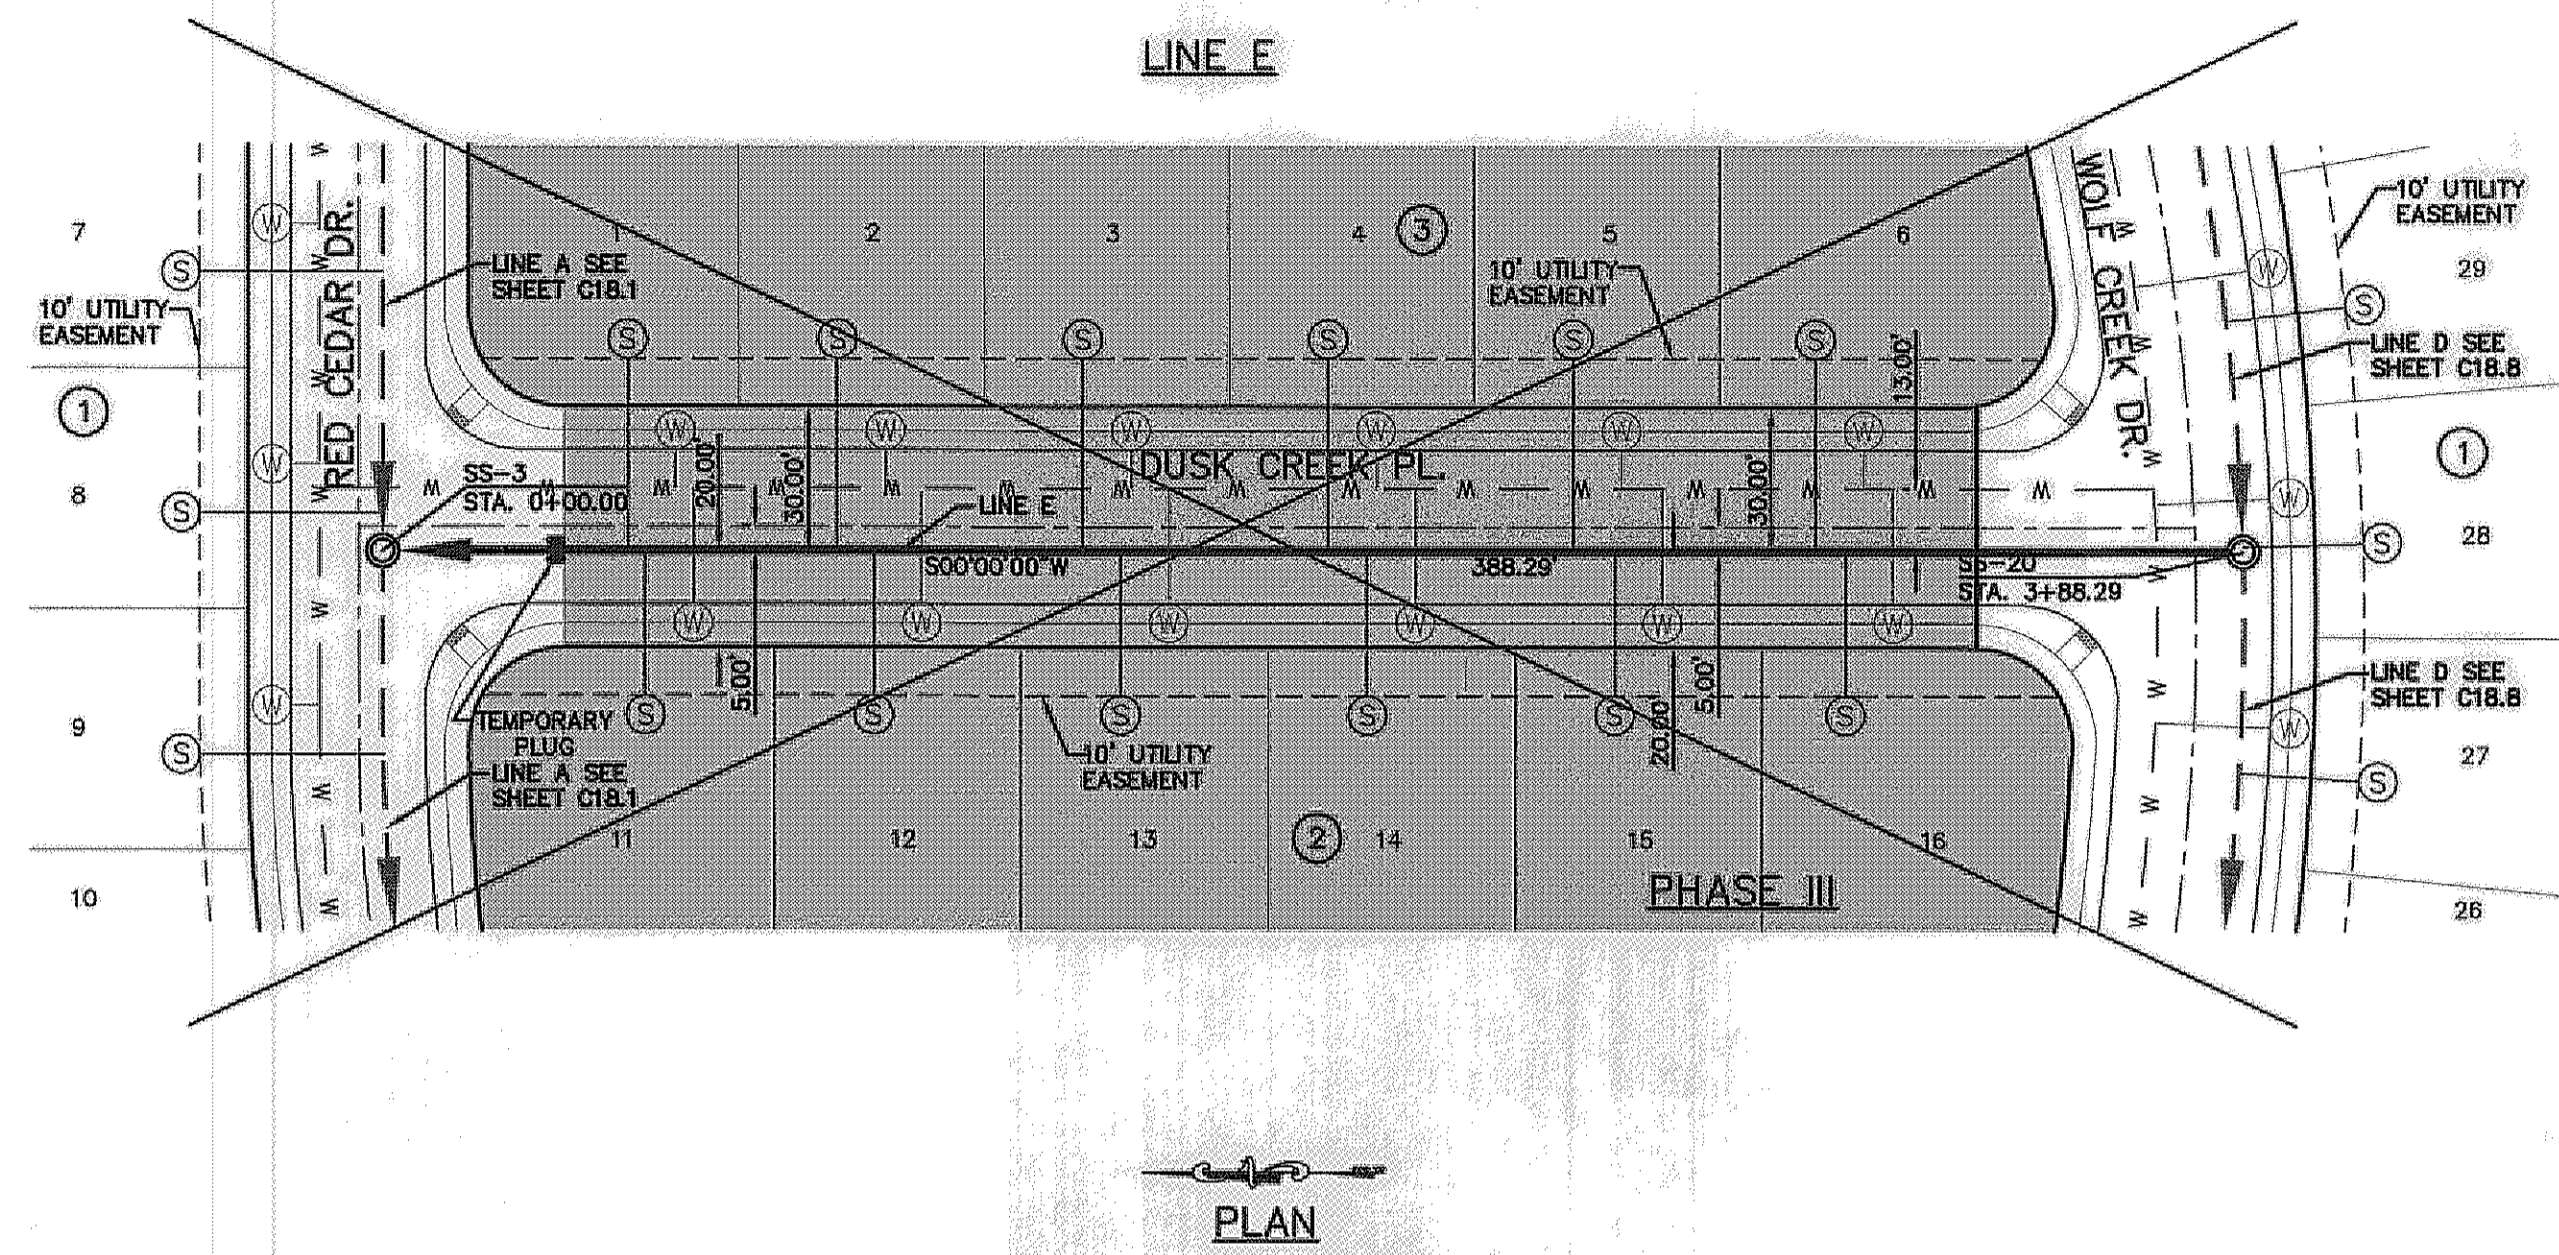 LINE E
7
10' UTILITY
EASEMENT
1
8
9
10
RED CEDAR DR.
LINE A SEE
SHEET C18.1
1
2
3
4
3
5
6
10' UTILITY
EASEMENT
13.00'
WOLF CREEK DR.
10' UTILITY
EASEMENT
29
LINE D SEE
SHEET C18.8
1
28
SS-3
STA. 0+00.00
20.00'
30.00'
DUSK CREEK PL.
LINE E
30.00'
S00°00'00"W
388.29'
SS-20
STA. 3+88.29
LINE D SEE
SHEET C18.8
27
26
5.00'
20.00'
5.00'
TEMPORARY
PLUG
LINE A SEE
SHEET C18.1
10' UTILITY
EASEMENT
11
12
13
2
14
15
16
PHASE III
PLAN